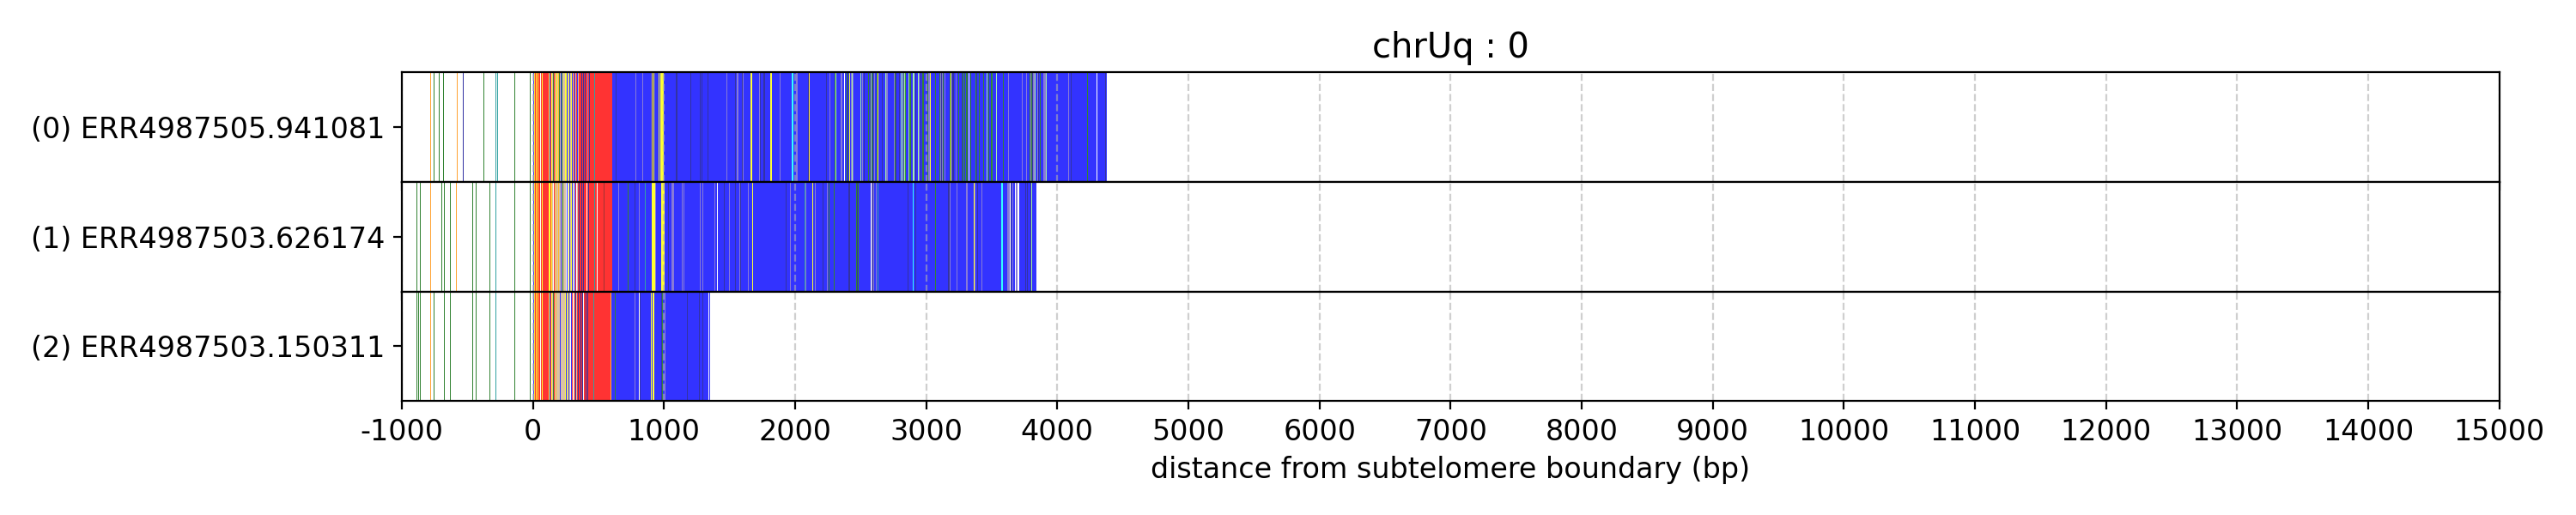 chrUq : 0
(0) ERR4987505.941081
(1) ERR4987503.626174
(2) ERR4987503.150311
-1000 0 1000 2000 3000 4000 5000 6000 7000 8000 9000 10000 11000 12000 13000 14000 15000
distance from subtelomere boundary (bp)